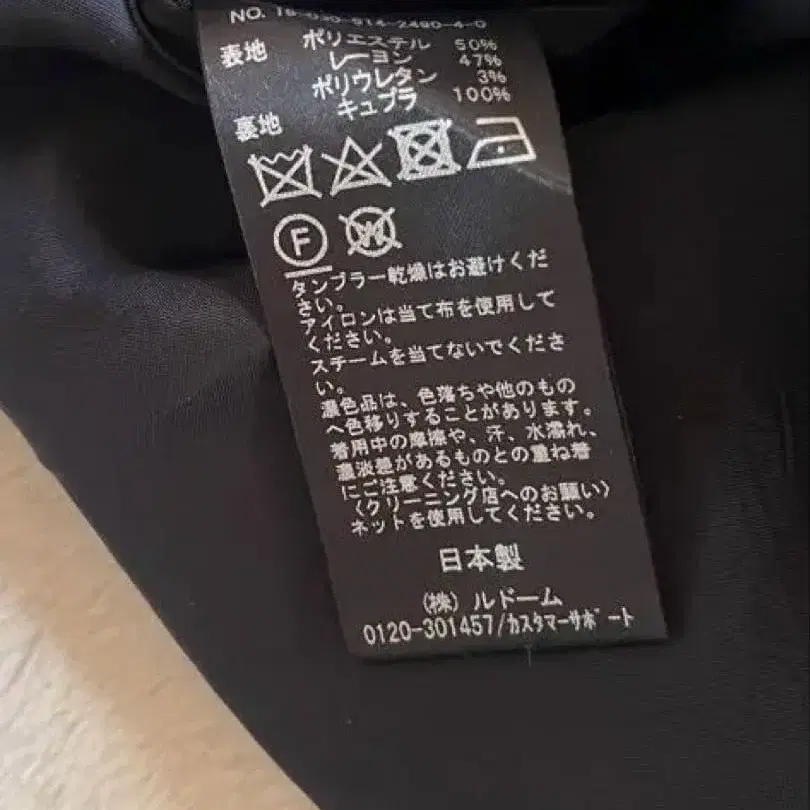 NO. 18-030-914-2490-4-0
表地 ポリエステル 50%
レーヨン 47%
ポリウレタン 3%
裏地 キュプラ 100%
F W
タンブラー乾燥はお避けくだ
さい。
アイロンは当て布を使用して
ください。
スチームを当てないでくださ
い。
濃色品は、色落ちや他のもの
へ色移りすることがあります。
着用中の摩擦や、汗、水濡れ、
濃淡差があるものとの重ね着
にご注意ください。
〈クリーニング店へのお願い〉
ネットを使用してください。
日本製
(株) ルドーム
0120-301457/カスタマーサポート